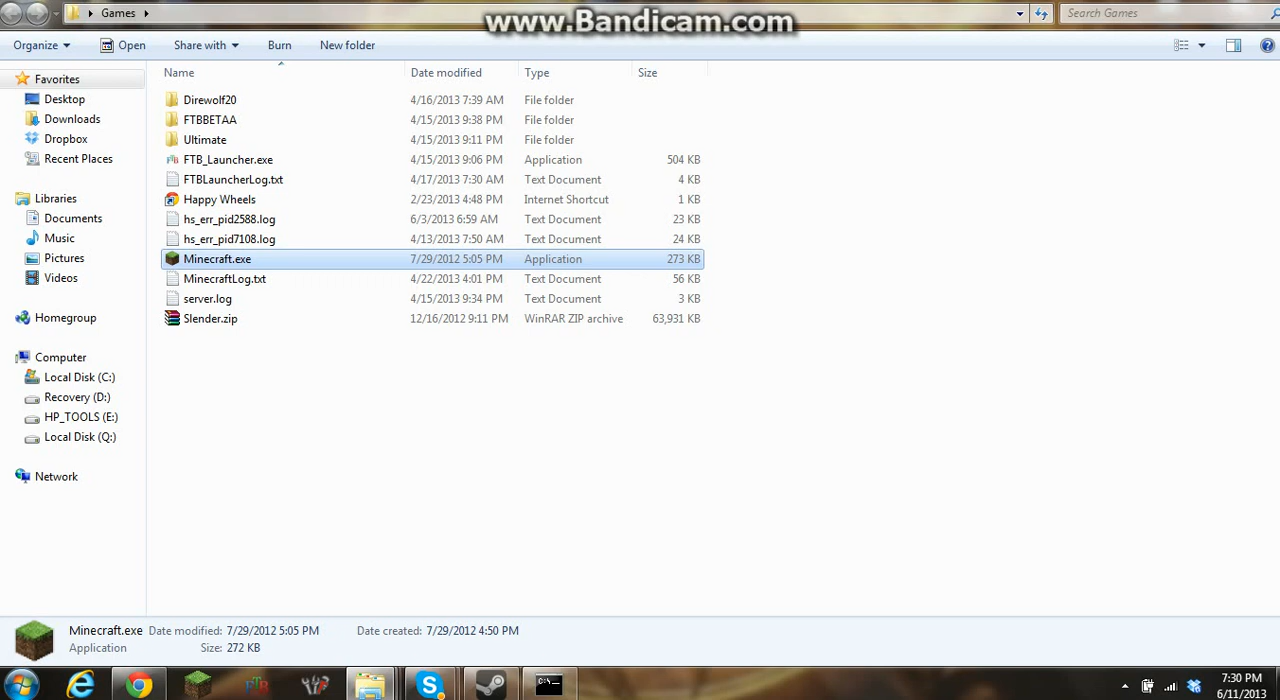 www.Bandicam.com
Games
Search Games
Organize Open Share with Burn New folder
Name Date modified Type Size
Favorites
Desktop
Downloads
Dropbox
Recent Places
Libraries
Documents
Music
Pictures
Videos
Homegroup
Computer
Local Disk (C:)
Recovery (D:)
HP_TOOLS (E:)
Local Disk (Q:)
Network
Direwolf20 4/16/2013 7:39 AM File folder
FTBBETAA 4/15/2013 9:38 PM File folder
Ultimate 4/15/2013 9:11 PM File folder
FTB_Launcher.exe 4/15/2013 9:06 PM Application 504 KB
FTBLauncherLog.txt 4/17/2013 7:30 AM Text Document 4 KB
Happy Wheels 2/23/2013 4:48 PM Internet Shortcut 1 KB
hs_err_pid2588.log 6/3/2013 6:59 AM Text Document 23 KB
hs_err_pid7108.log 4/13/2013 7:50 AM Text Document 24 KB
Minecraft.exe 7/29/2012 5:05 PM Application 273 KB
MinecraftLog.txt 4/22/2013 4:01 PM Text Document 56 KB
server.log 4/15/2013 9:34 PM Text Document 3 KB
Slender.zip 12/16/2012 9:11 PM WinRAR ZIP archive 63,931 KB
Minecraft.exe Date modified: 7/29/2012 5:05 PM Date created: 7/29/2012 4:50 PM
Application Size: 272 KB
7:30 PM
6/11/2013